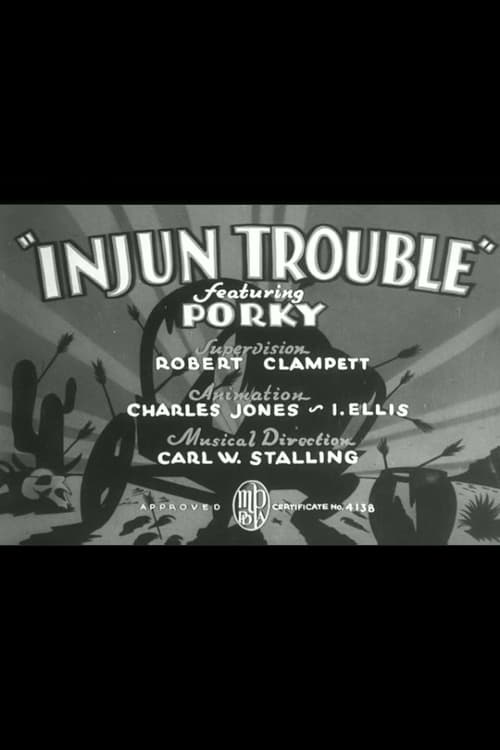 "INJUN TROUBLE"
featuring
PORKY
Supervision
ROBERT CLAMPETT
Animation
CHARLES JONES ~ I. ELLIS
Musical Direction
CARL W. STALLING
APPROVED MPPDA CERTIFICATE No. 4138